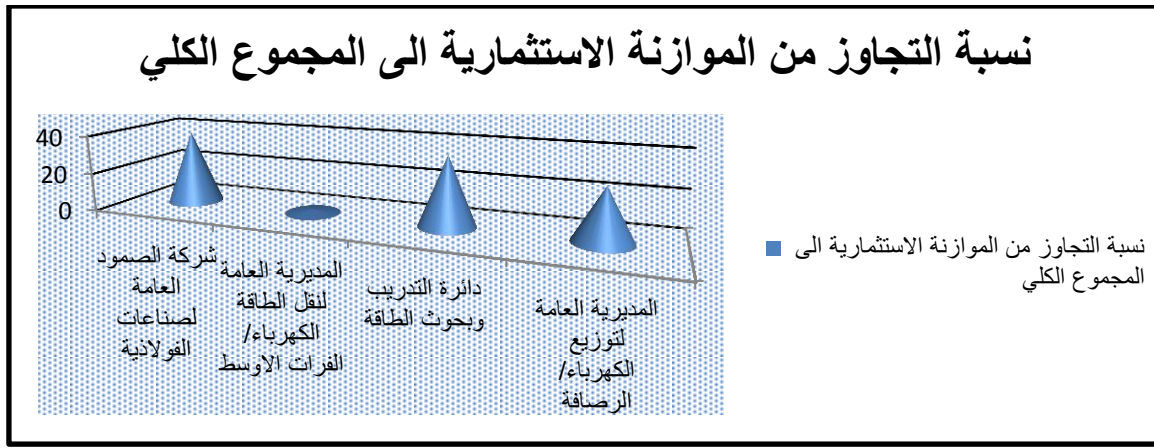 نسبة التجاوز من الموازنة الاستثمارية الى المجموع الكلي
40
20
0
شركة الصمود
العامة
لصناعات
الفولاذية
المديرية العامة
لنقل الطاقة
الكهرباء/
الفرات الاوسط
دائرة التدريب
وبحوث الطاقة
المديرية العامة
لتوزيع
الكهرباء/
الرصافة
نسبة التجاوز من الموازنة الاستثمارية الى
المجموع الكلي